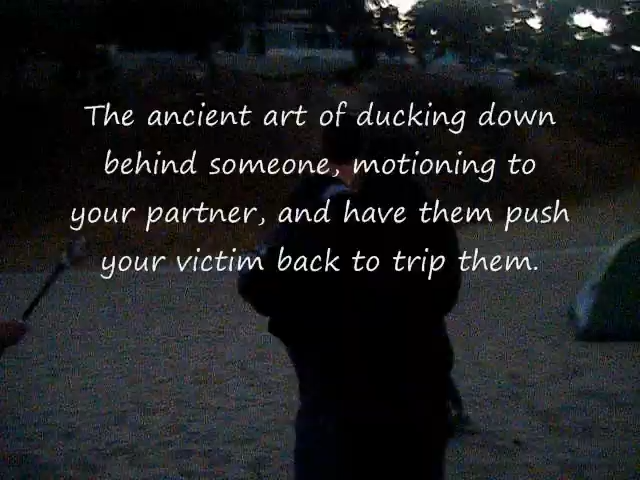 The ancient art of ducking down
behind someone, motioning to
your partner, and have them push
your victim back to trip them.